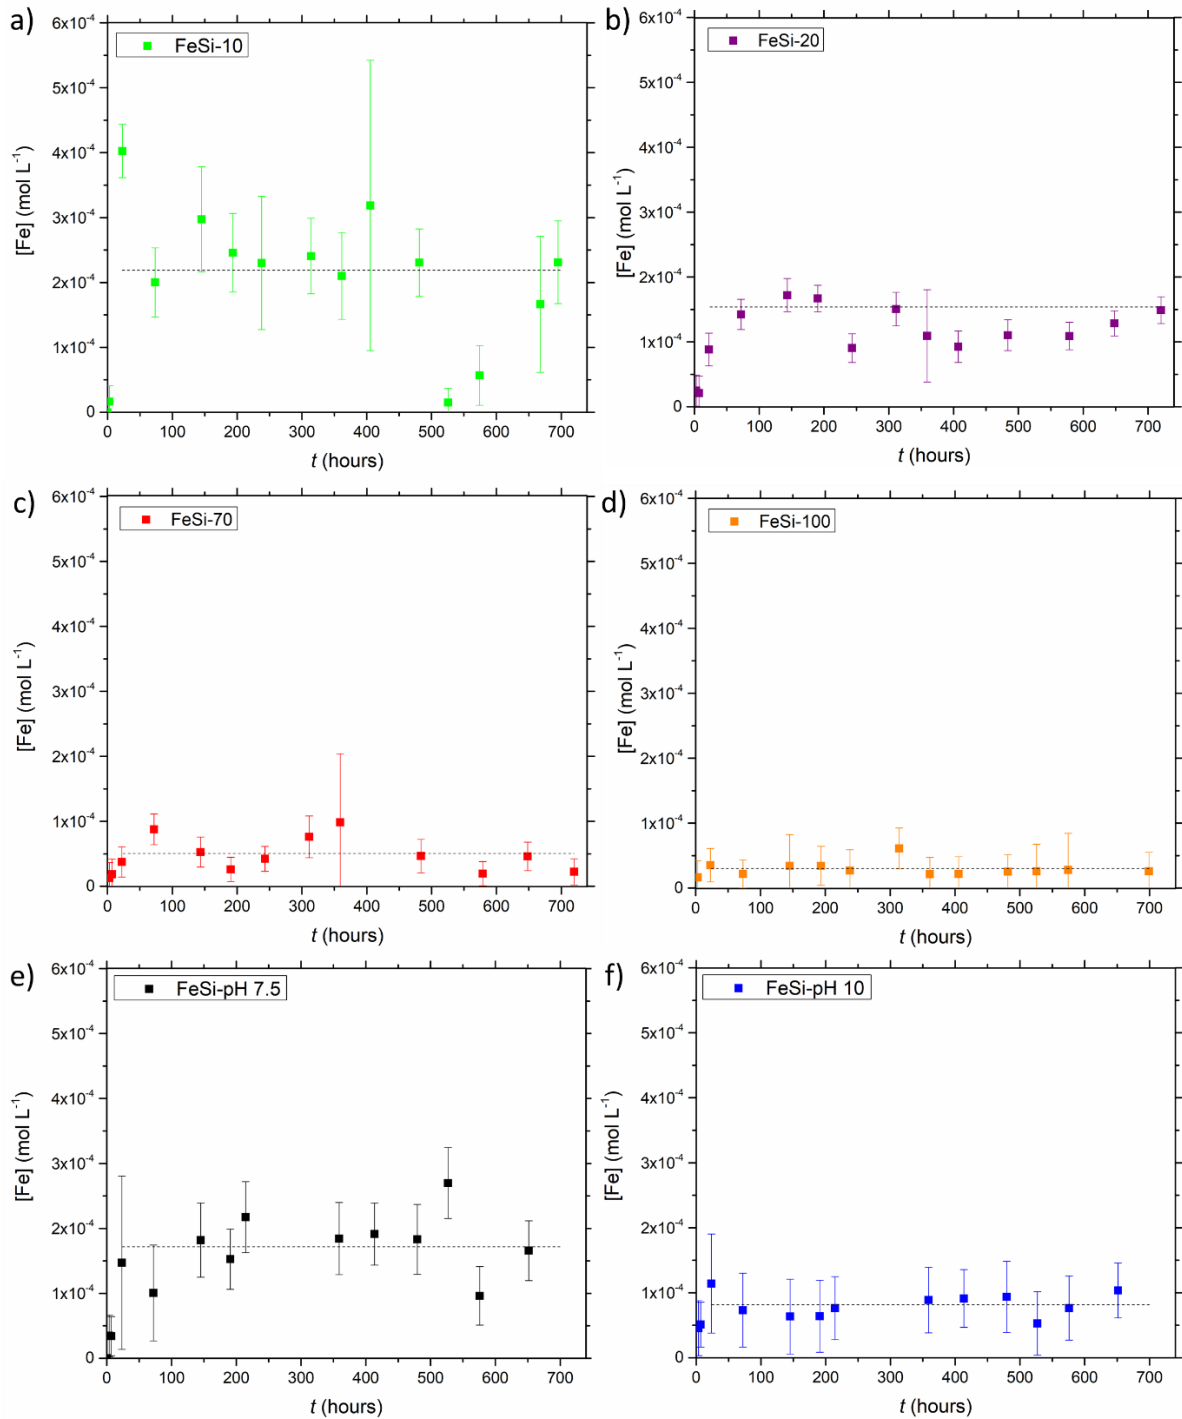 a)
FeSi-10
6x10⁻⁴
5x10⁻⁴
4x10⁻⁴
3x10⁻⁴
2x10⁻⁴
1x10⁻⁴
0
[Fe] (mol L⁻¹)
0 100 200 300 400 500 600 700
t (hours)
b)
FeSi-20
6x10⁻⁴
5x10⁻⁴
4x10⁻⁴
3x10⁻⁴
2x10⁻⁴
1x10⁻⁴
0
[Fe] (mol L⁻¹)
0 100 200 300 400 500 600 700
t (hours)
c)
FeSi-70
6x10⁻⁴
5x10⁻⁴
4x10⁻⁴
3x10⁻⁴
2x10⁻⁴
1x10⁻⁴
0
[Fe] (mol L⁻¹)
0 100 200 300 400 500 600 700
t (hours)
d)
FeSi-100
6x10⁻⁴
5x10⁻⁴
4x10⁻⁴
3x10⁻⁴
2x10⁻⁴
1x10⁻⁴
0
[Fe] (mol L⁻¹)
0 100 200 300 400 500 600 700
t (hours)
e)
FeSi-pH 7.5
6x10⁻⁴
5x10⁻⁴
4x10⁻⁴
3x10⁻⁴
2x10⁻⁴
1x10⁻⁴
0
[Fe] (mol L⁻¹)
0 100 200 300 400 500 600 700
t (hours)
f)
FeSi-pH 10
6x10⁻⁴
5x10⁻⁴
4x10⁻⁴
3x10⁻⁴
2x10⁻⁴
1x10⁻⁴
0
[Fe] (mol L⁻¹)
0 100 200 300 400 500 600 700
t (hours)